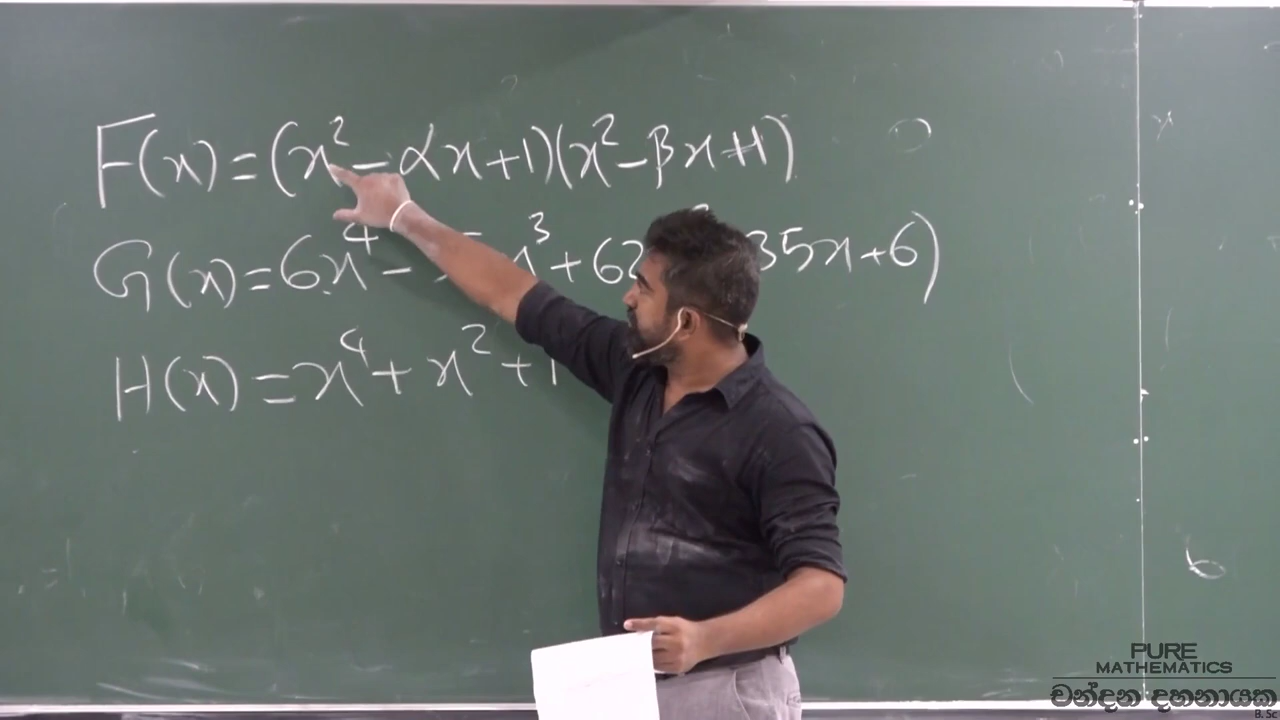 F(x) = (x² - αx + 1)(x² - βx + 1)
G(x) = 6x⁴ - x³ + 62 35x + 6)
H(x) = x⁴ + x² + 1
PURE
MATHEMATICS
චන්දන දහනායක
B. Sc